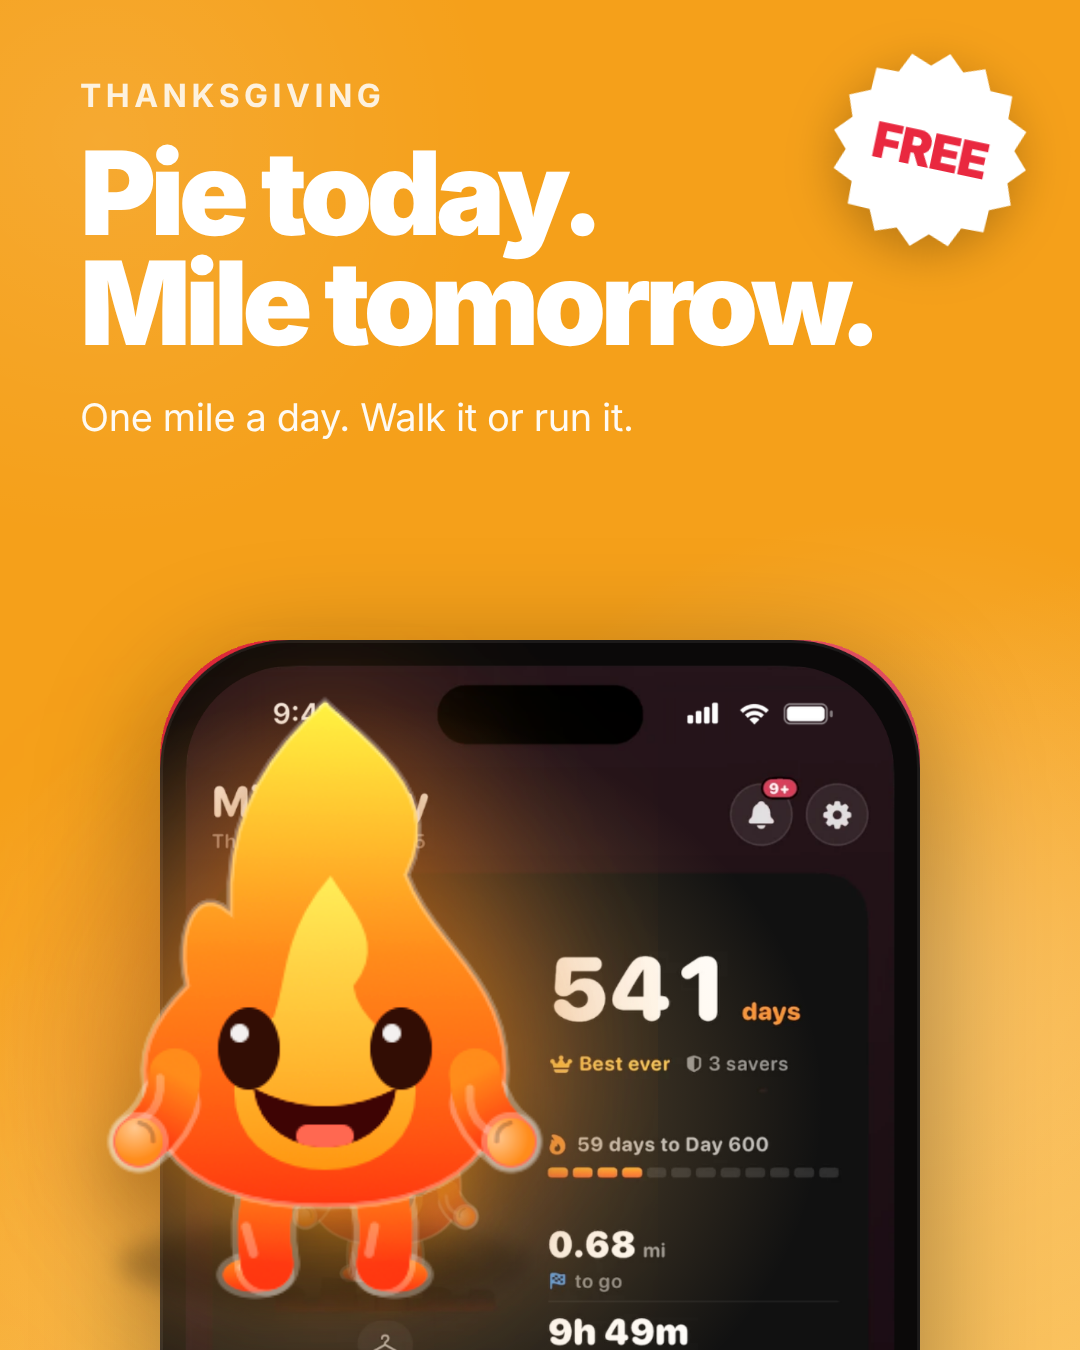 THANKSGIVING
FREE
Pie today.
Mile tomorrow.
One mile a day. Walk it or run it.
9+
541 days
Best ever 3 savers
59 days to Day 600
0.68 mi
to go
9h 49m